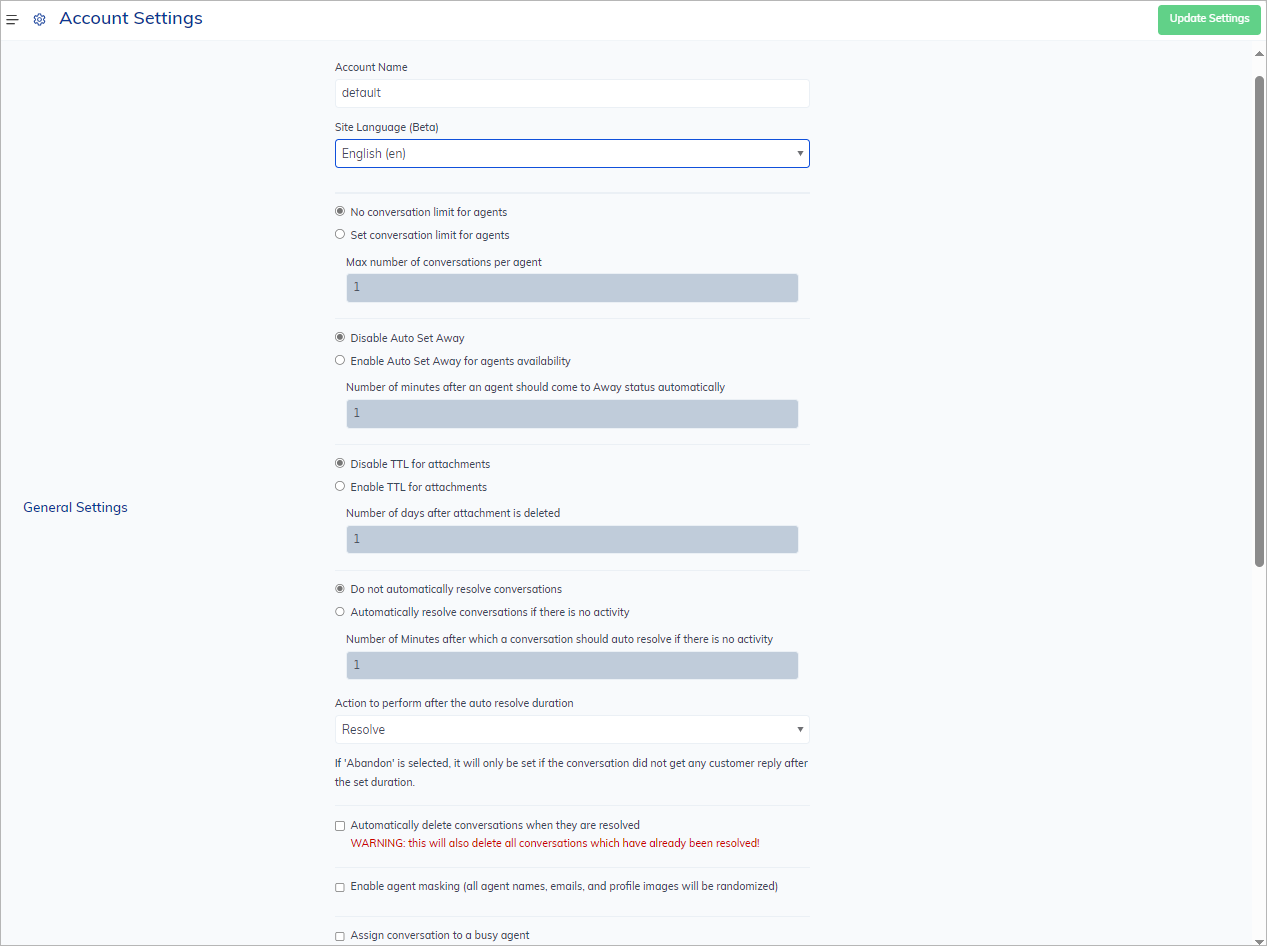 Account Settings
Update Settings
Account Name
default
Site Language (Beta)
English (en)
No conversation limit for agents
Set conversation limit for agents
Max number of conversations per agent
1
Disable Auto Set Away
Enable Auto Set Away for agents availability
Number of minutes after an agent should come to Away status automatically
1
Disable TTL for attachments
Enable TTL for attachments
General Settings
Number of days after attachment is deleted
1
Do not automatically resolve conversations
Automatically resolve conversations if there is no activity
Number of Minutes after which a conversation should auto resolve if there is no activity
1
Action to perform after the auto resolve duration
Resolve
If 'Abandon' is selected, it will only be set if the conversation did not get any customer reply after
the set duration.
Automatically delete conversations when they are resolved
WARNING: this will also delete all conversations which have already been resolved!
Enable agent masking (all agent names, emails, and profile images will be randomized)
Assign conversation to a busy agent